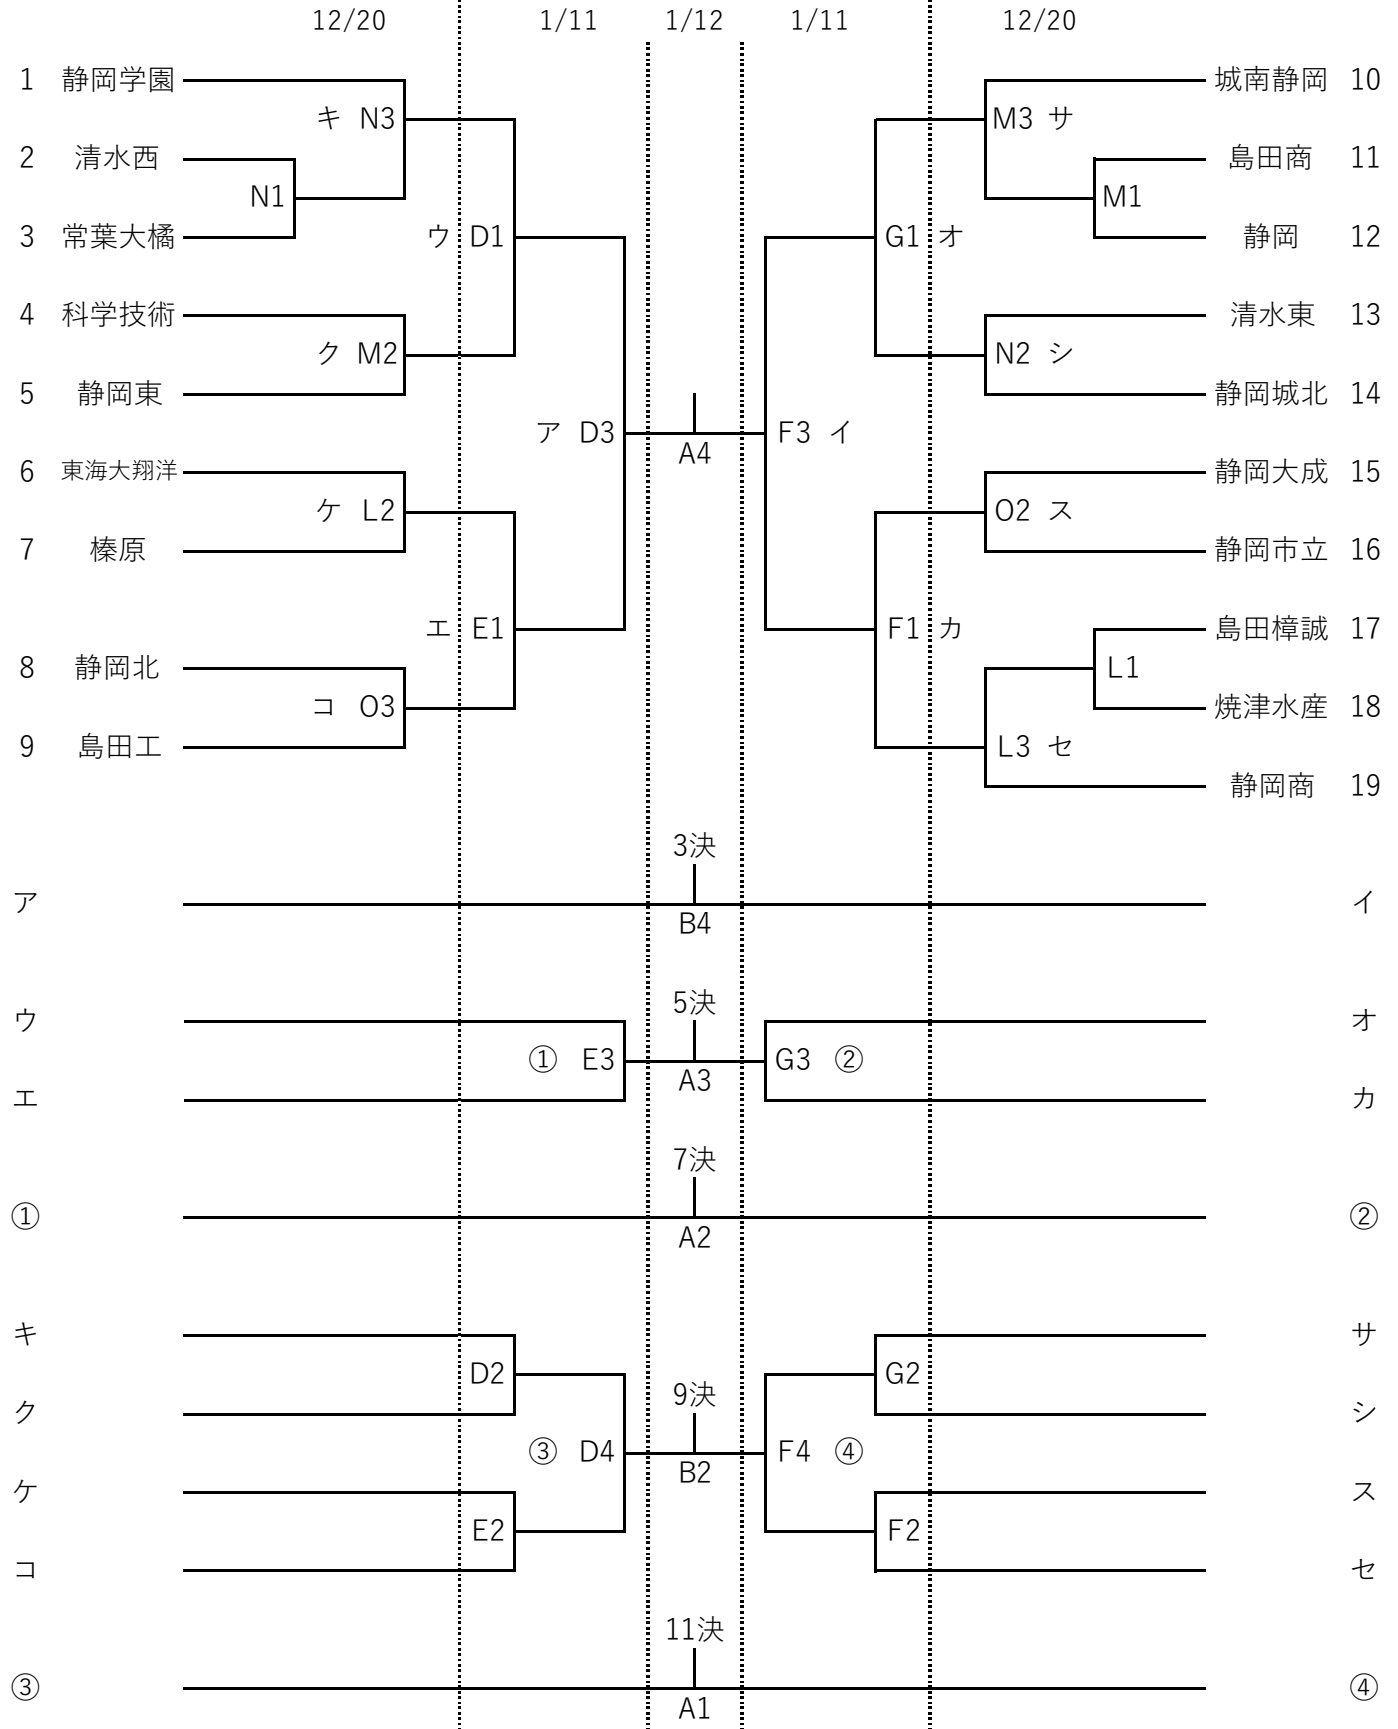 12/20 1/11 1/12 1/11 12/20
1 静岡学園 城南静岡 10
キ N3 M3 サ
2 清水西 島田商 11
N1 M1
3 常葉大橘 ウ D1 G1 オ 静岡 12
4 科学技術 清水東 13
ク M2 N2 シ
5 静岡東 静岡城北 14
ア D3 F3 イ
A4
6 東海大翔洋 静岡大成 15
ケ L2 O2 ス
7 榛原 静岡市立 16
エ E1 F1 カ 島田樟誠 17
8 静岡北 L1
コ O3 焼津水産 18
9 島田工 L3 セ
静岡商 19
3決
ア イ
B4
5決
ウ オ
① E3 G3 ②
A3
エ カ
7決
① ②
A2
キ サ
D2 G2
9決
ク シ
③ D4 F4 ④
B2
ケ ス
E2 F2
コ セ
11決
③ ④
A1